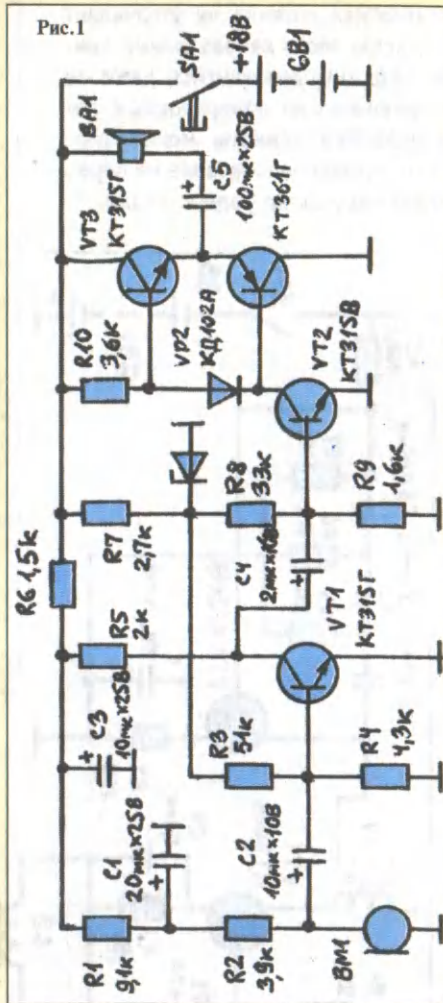 Рис.1
R6 1,5к
R1
9,1к
C1
20мк×25В
C3
10мк×25В
R5
2к
R7
2,7к
R10
3,6к
VT3
КТ315Г
BA1
SA1
+18В
GB1
R2
3,9к
C2
10мк×10В
BM1
R3
51к
R4
4,3к
VT1
КТ315Г
C4
R8
33к
R9
1,6к
VP2
КД102А
VT2
КТ315В
C5
100мк×25В
КТ361Г